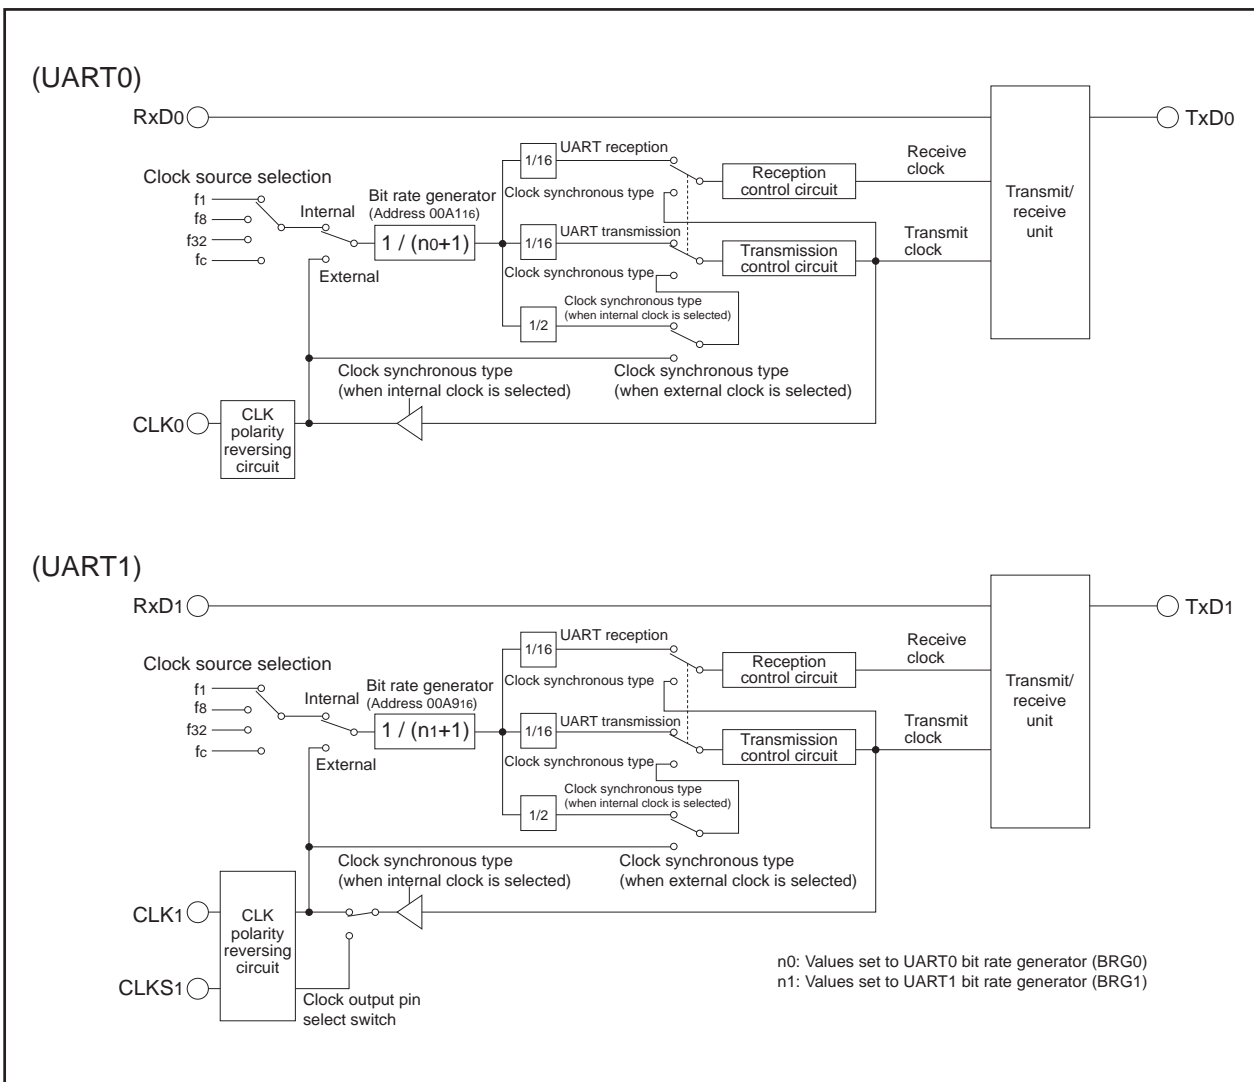 (UART0)
RxD0
TxD0
UART reception
1/16
Reception
control circuit
Receive
clock
Transmit/
receive
unit
Clock source selection
Bit rate generator
(Address 00A116)
Clock synchronous type
f1
Internal
f8
1 / (n0+1)
1/16
UART transmission
Transmission
control circuit
Transmit
clock
f32
fc
External
Clock synchronous type
Clock synchronous type
(when internal clock is selected)
1/2
Clock synchronous type
(when internal clock is selected)
Clock synchronous type
(when external clock is selected)
CLK0
CLK
polarity
reversing
circuit
(UART1)
RxD1
TxD1
UART reception
1/16
Reception
control circuit
Receive
clock
Transmit/
receive
unit
Clock source selection
Bit rate generator
(Address 00A916)
Clock synchronous type
f1
Internal
f8
1 / (n1+1)
1/16
UART transmission
Transmission
control circuit
Transmit
clock
f32
fc
External
Clock synchronous type
Clock synchronous type
(when internal clock is selected)
1/2
Clock synchronous type
(when internal clock is selected)
Clock synchronous type
(when external clock is selected)
CLK1
CLK
polarity
reversing
circuit
CLKS1
Clock output pin
select switch
n0: Values set to UART0 bit rate generator (BRG0)
n1: Values set to UART1 bit rate generator (BRG1)